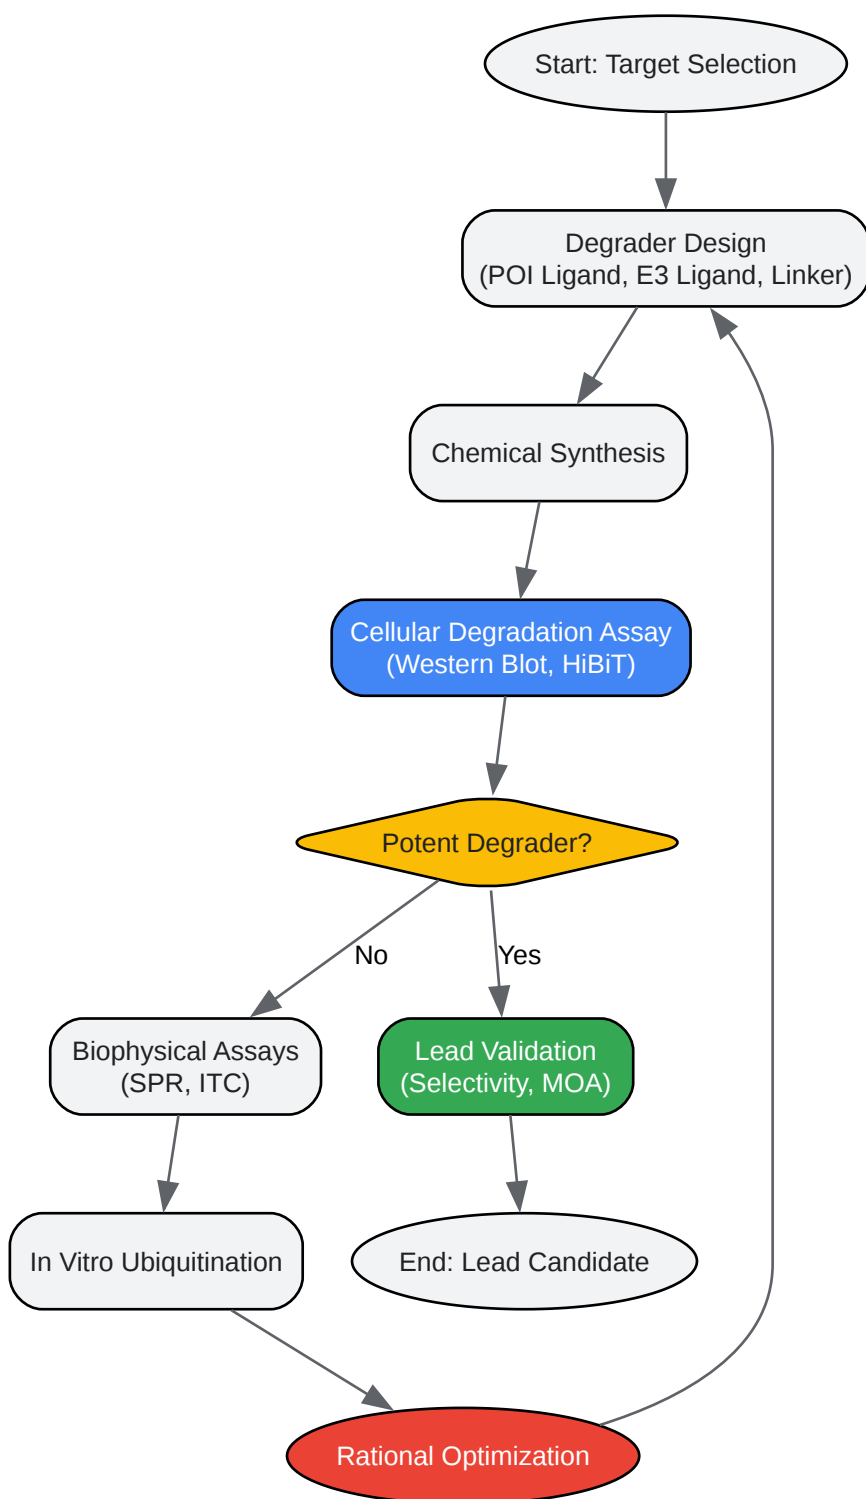 Start: Target Selection
Degrader Design
(POI Ligand, E3 Ligand, Linker)
Chemical Synthesis
Cellular Degradation Assay
(Western Blot, HiBiT)
Potent Degrader?
No
Yes
Biophysical Assays
(SPR, ITC)
Lead Validation
(Selectivity, MOA)
In Vitro Ubiquitination
End: Lead Candidate
Rational Optimization